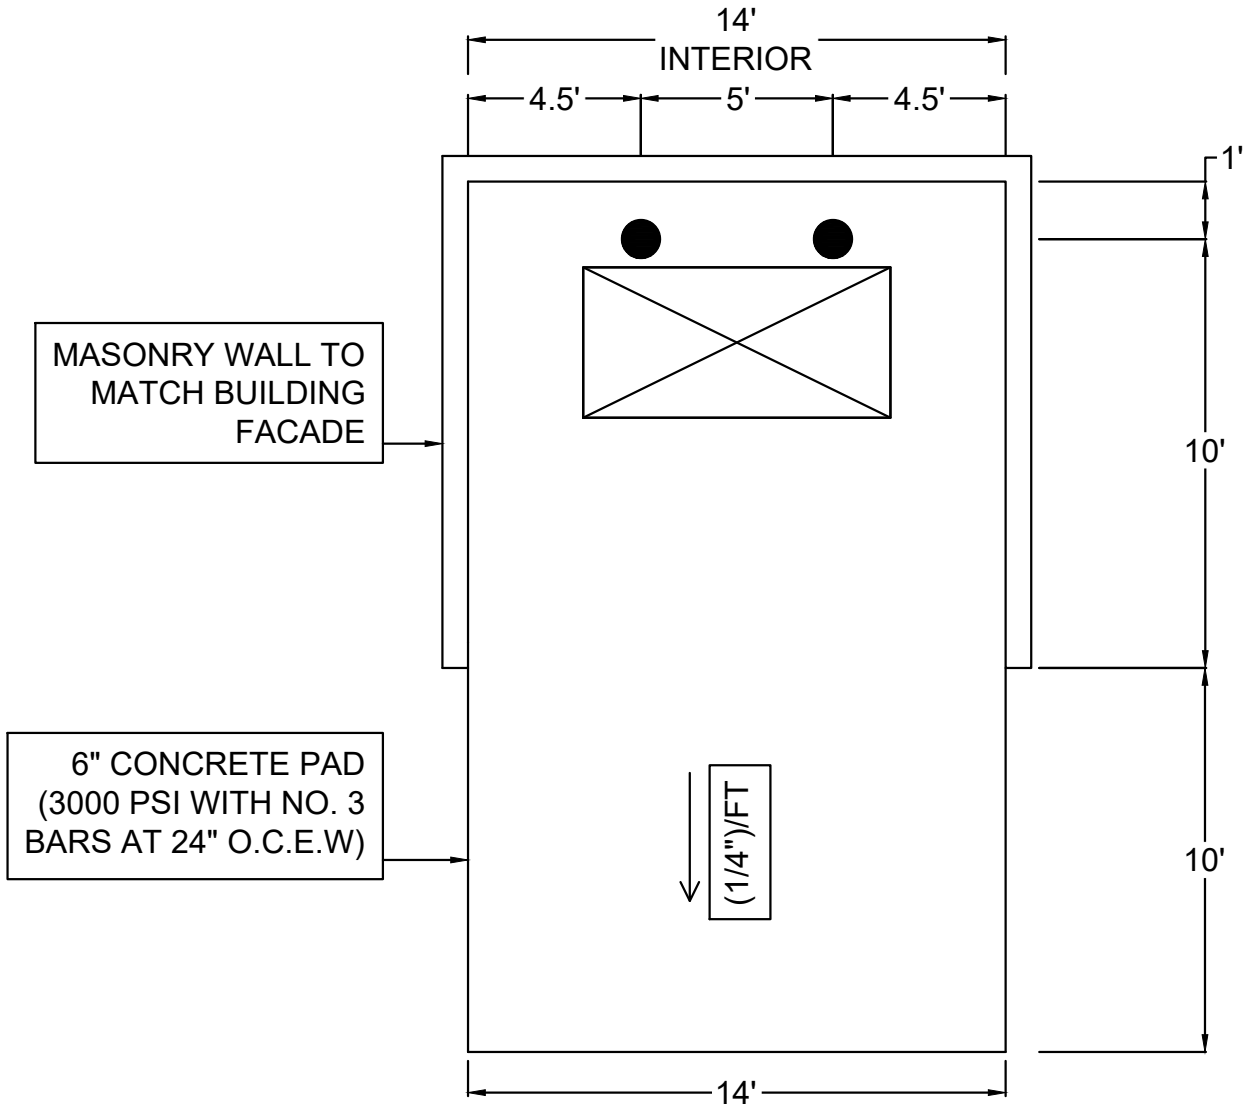 14'
INTERIOR
4.5'
5'
4.5'
1'
MASONRY WALL TO
MATCH BUILDING
FACADE
10'
6" CONCRETE PAD
(3000 PSI WITH NO. 3
BARS AT 24" O.C.E.W)
(1/4")/FT
10'
14'